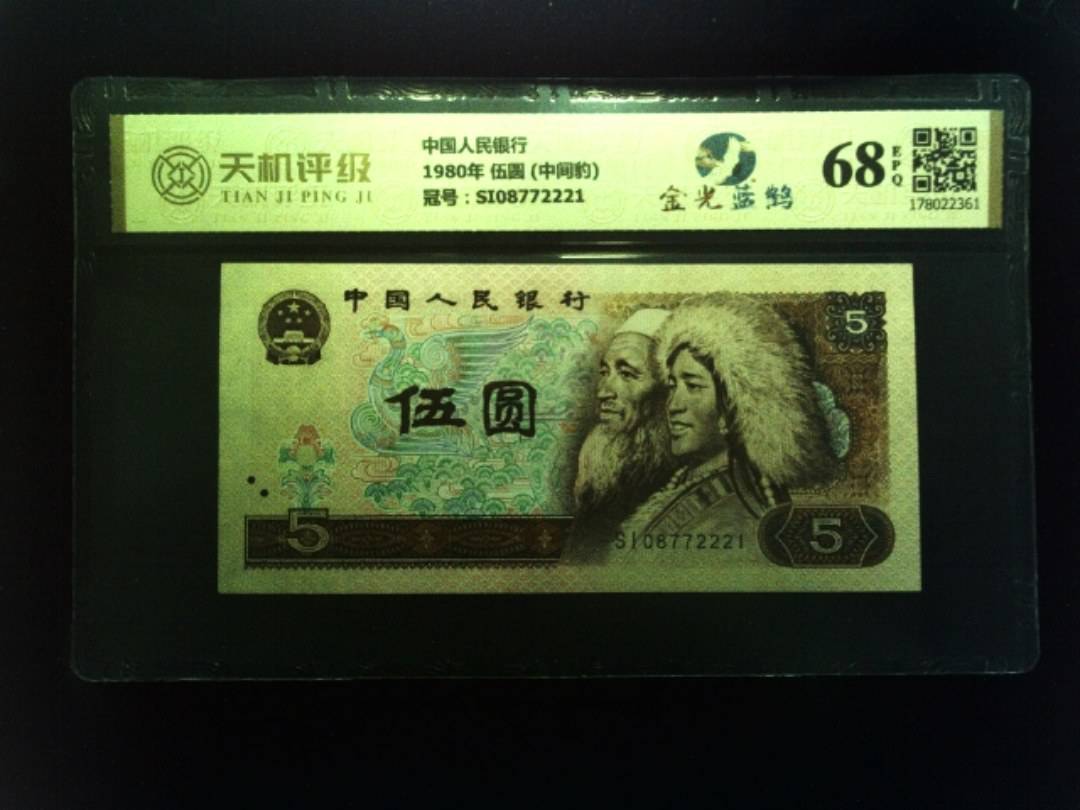 天机评级
TIAN JI PING JI
中国人民银行
1980年 伍圆 (中间豹)
冠号：SI08772221
金光蓝鹤
68
EPQ
178022361
中国人民银行
5
伍圆
5
SI08772221
5